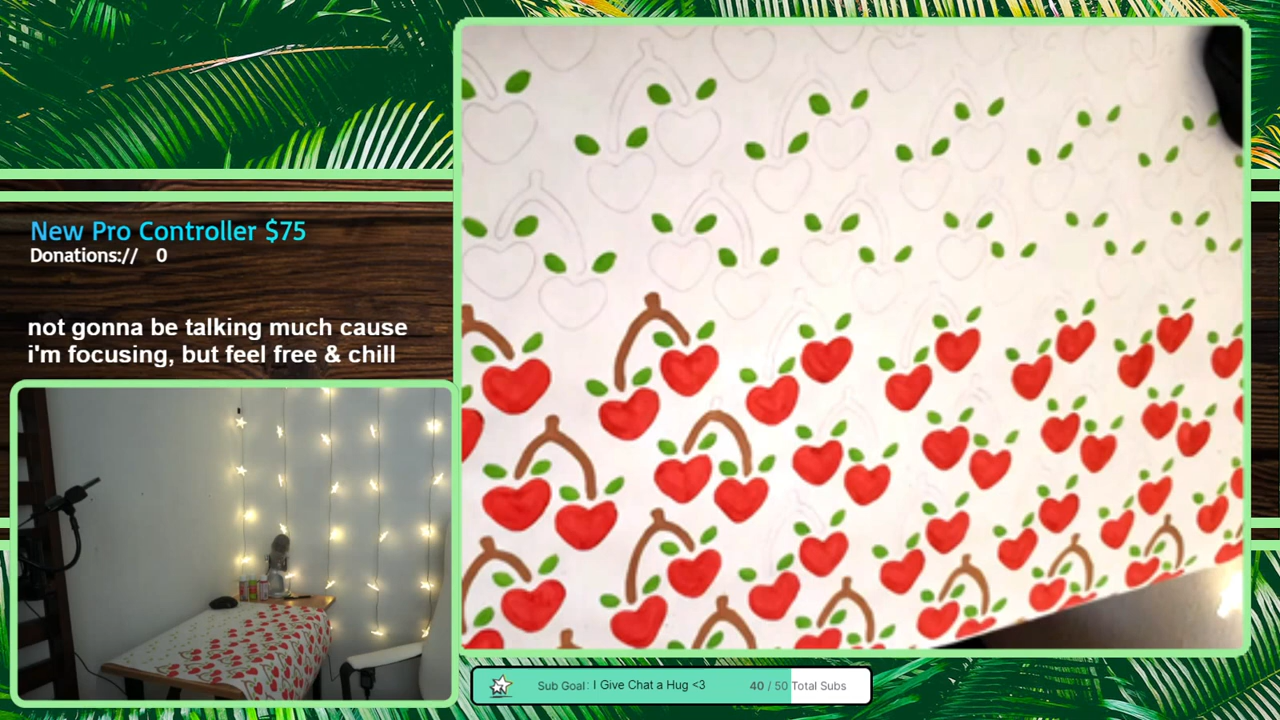 New Pro Controller $75
Donations:// 0
not gonna be talking much cause
i'm focusing, but feel free & chill
Sub Goal: I Give Chat a Hug <3 40 / 50 Total Subs